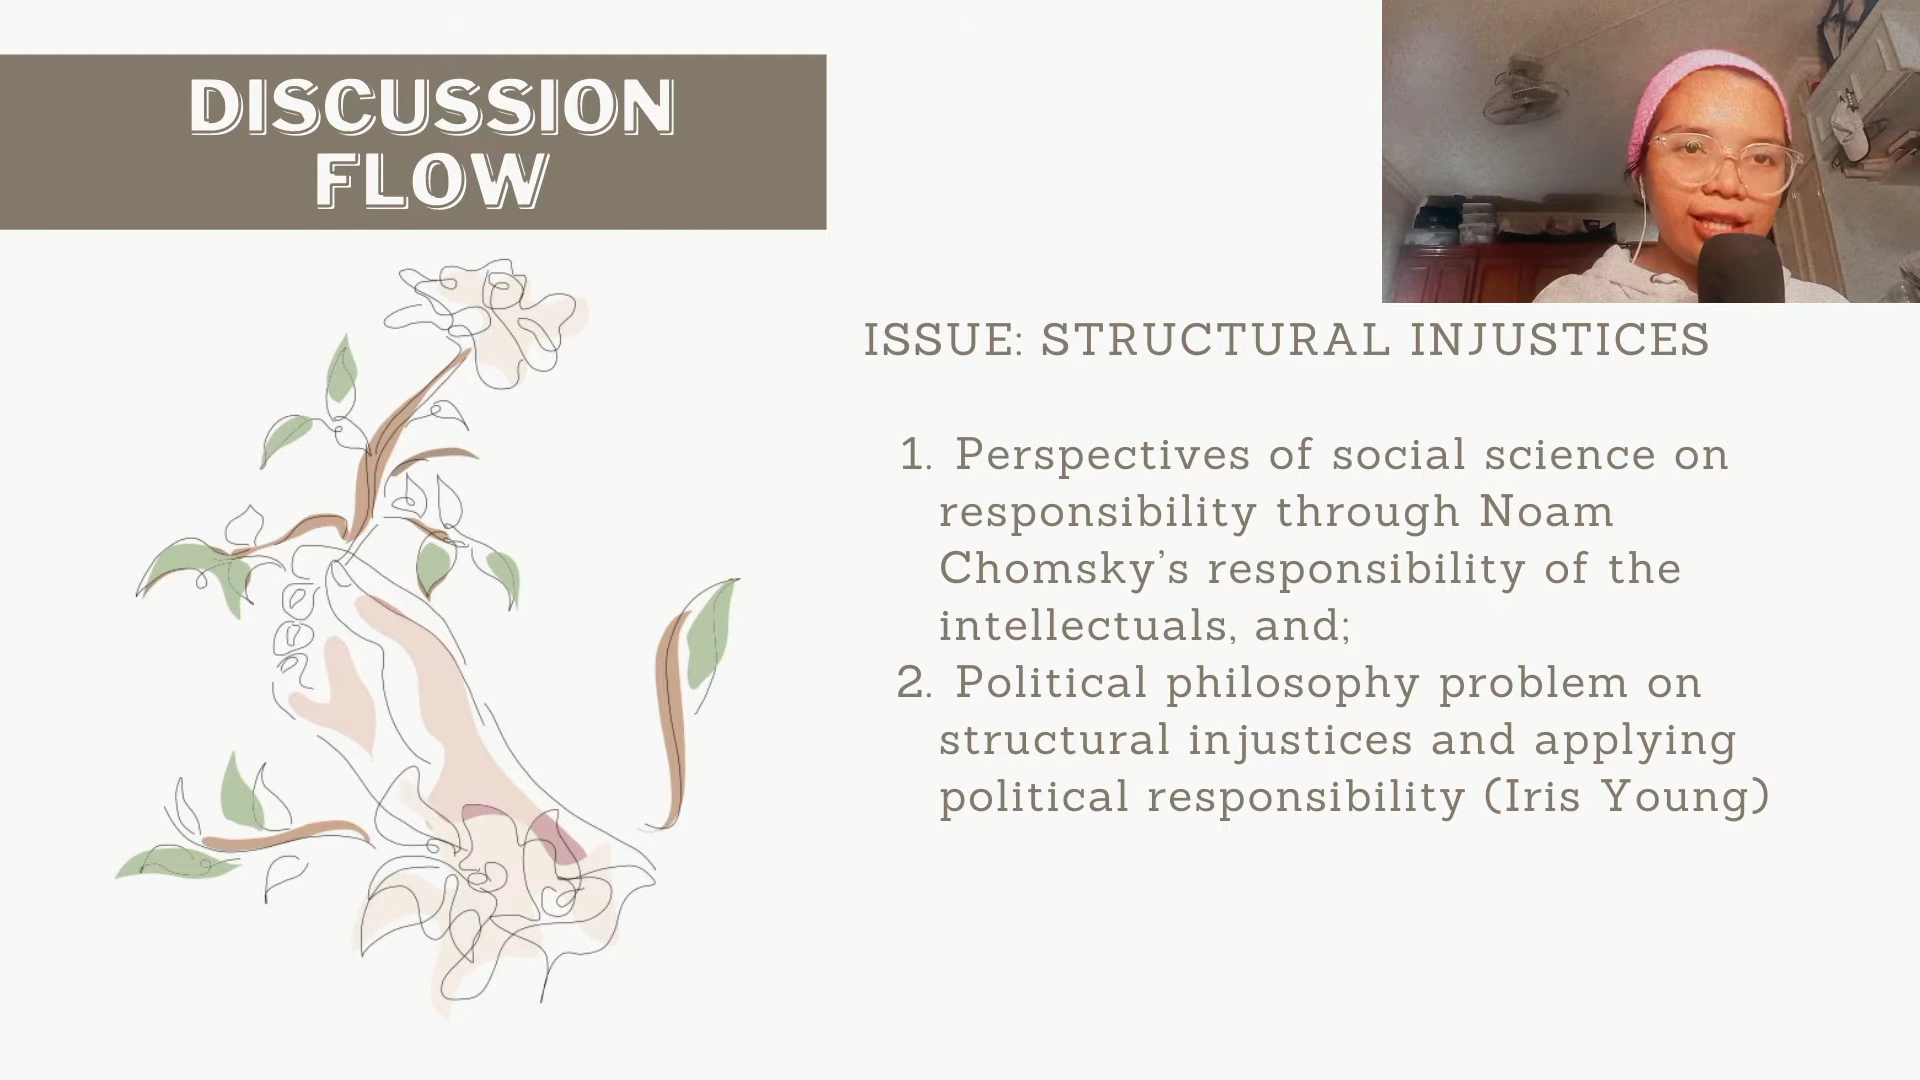 DISCUSSION
FLOW
ISSUE: STRUCTURAL INJUSTICES
1. Perspectives of social science on
responsibility through Noam
Chomsky's responsibility of the
intellectuals, and;
2. Political philosophy problem on
structural injustices and applying
political responsibility (Iris Young)